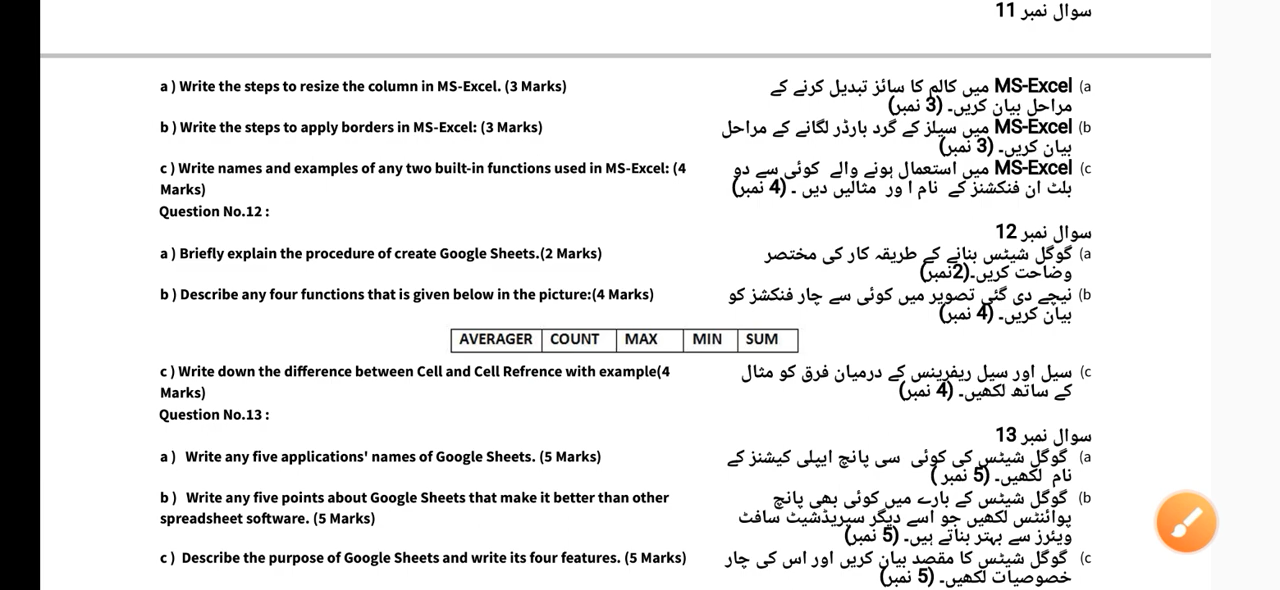 سوال نمبر 11
a ) Write the steps to resize the column in MS-Excel. (3 Marks)
a) MS-Excel میں کالم کا سائز تبدیل کرنے کے
مراحل بیان کریں۔ (3 نمبر)
b ) Write the steps to apply borders in MS-Excel: (3 Marks)
b) MS-Excel میں سیلز کے گرد بارڈر لگانے کے مراحل
بیان کریں۔ (3 نمبر)
c ) Write names and examples of any two built-in functions used in MS-Excel: (4
Marks)
c) MS-Excel میں استعمال ہونے والے کوئی سے دو
بلٹ ان فنکشنز کے نام ا ور مثالیں دیں ۔ (4 نمبر)
Question No.12 :
سوال نمبر 12
a ) Briefly explain the procedure of create Google Sheets.(2 Marks)
a) گوگل شیٹس بنانے کے طریقہ کار کی مختصر
وضاحت کریں۔(2نمبر)
b ) Describe any four functions that is given below in the picture:(4 Marks)
b) نیچے دی گئی تصویر میں کوئی سے چار فنکشز کو
بیان کریں۔ (4 نمبر)
AVERAGER COUNT MAX MIN SUM
c ) Write down the difference between Cell and Cell Refrence with example(4
Marks)
c) سیل اور سیل ریفرینس کے درمیان فرق کو مثال
کے ساتھ لکھیں۔ (4 نمبر)
Question No.13 :
سوال نمبر 13
a ) Write any five applications' names of Google Sheets. (5 Marks)
a) گوگل شیٹس کی کوئی سی پانچ ایپلی کیشنز کے
نام لکھیں۔ (5 نمبر )
b ) Write any five points about Google Sheets that make it better than other
spreadsheet software. (5 Marks)
b) گوگل شیٹس کے بارے میں کوئی بھی پانچ
پوائنٹس لکھیں جو اسے دیگر سپریڈشیٹ سافٹ
ویئرز سے بہتر بناتے ہیں۔ (5 نمبر)
c ) Describe the purpose of Google Sheets and write its four features. (5 Marks)
c) گوگل شیٹس کا مقصد بیان کریں اور اس کی چار
خصوصیات لکھیں۔ (5 نمبر)